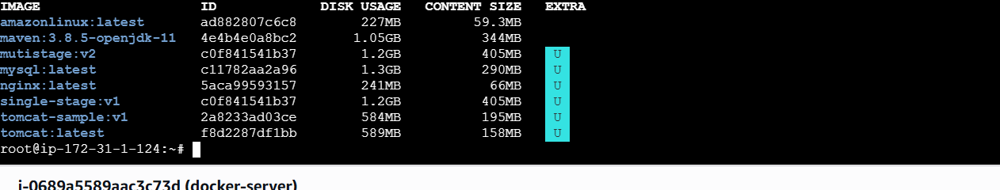 IMAGE ID DISK USAGE CONTENT SIZE EXTRA
amazonlinux:latest ad882807c6c8 227MB 59.3MB
maven:3.8.5-openjdk-11 4e4b4e0a8bc2 1.05GB 344MB
mutistage:v2 c0f841541b37 1.2GB 405MB U
mysql:latest c11782aa2a96 1.3GB 290MB U
nginx:latest 5aca99593157 241MB 66MB U
single-stage:v1 c0f841541b37 1.2GB 405MB U
tomcat-sample:v1 2a8233ad03ce 584MB 195MB U
tomcat:latest f8d2287df1bb 589MB 158MB U
root@ip-172-31-1-124:~#
i-0689a5589aac3c73d (docker-server)